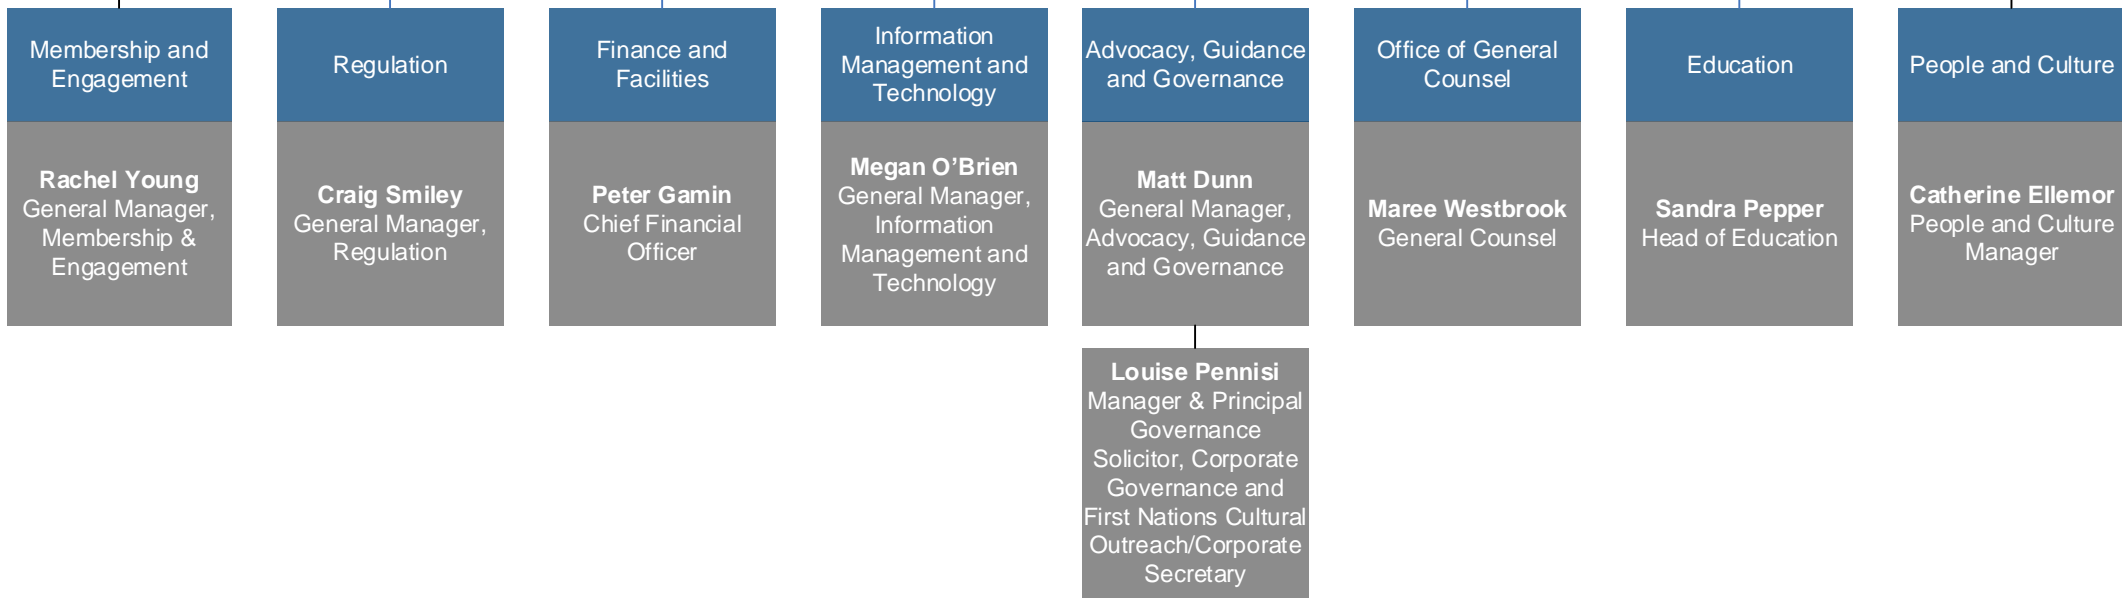 Membership and
Engagement
Rachel Young
General Manager,
Membership &
Engagement
Regulation
Craig Smiley
General Manager,
Regulation
Finance and
Facilities
Peter Gamin
Chief Financial
Officer
Information
Management and
Technology
Megan O’Brien
General Manager,
Information
Management and
Technology
Advocacy, Guidance
and Governance
Matt Dunn
General Manager,
Advocacy, Guidance
and Governance
Louise Pennisi
Manager & Principal
Governance
Solicitor, Corporate
Governance and
First Nations Cultural
Outreach/Corporate
Secretary
Office of General
Counsel
Maree Westbrook
General Counsel
Education
Sandra Pepper
Head of Education
People and Culture
Catherine Ellemor
People and Culture
Manager